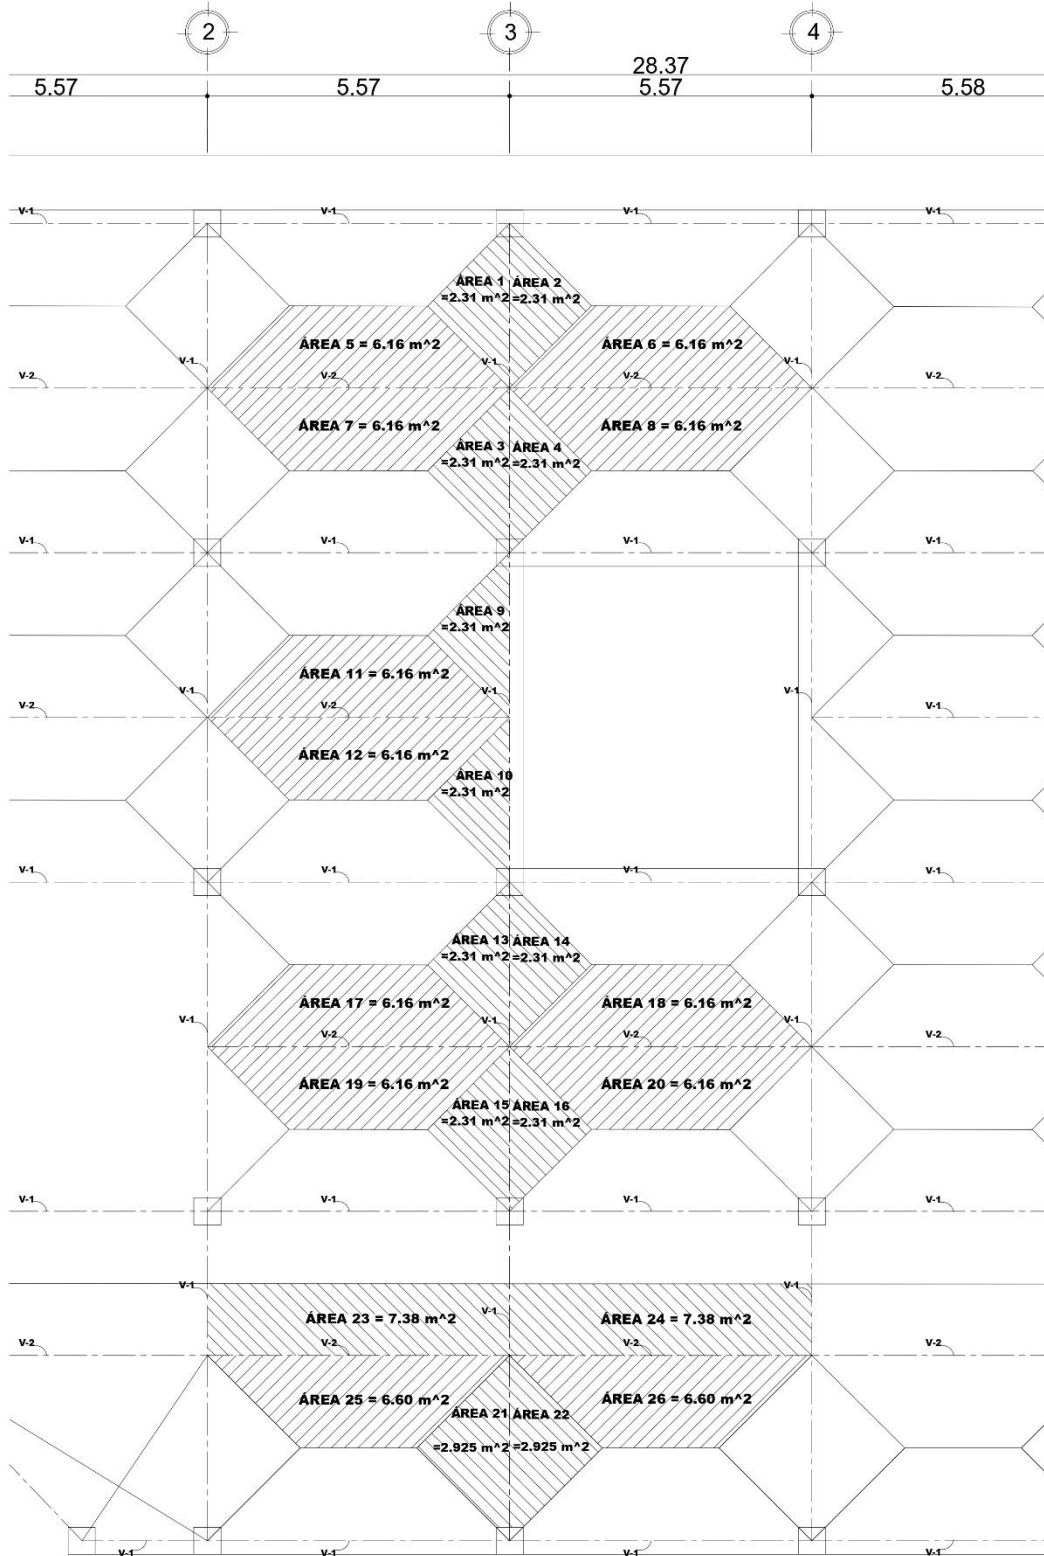 2 3 4
28.37
5.57 5.57 5.57 5.58
V-1 V-1 V-1 V-1
ÁREA 1 ÁREA 2
=2.31 m^2 =2.31 m^2
ÁREA 5 = 6.16 m^2 ÁREA 6 = 6.16 m^2
V-1 V-1 V-1
V-2 V-2 V-2 V-2
ÁREA 7 = 6.16 m^2 ÁREA 8 = 6.16 m^2
ÁREA 3 ÁREA 4
=2.31 m^2 =2.31 m^2
V-1 V-1 V-1 V-1
ÁREA 9
=2.31 m^2
ÁREA 11 = 6.16 m^2
V-1 V-1 V-1
V-2 V-2 V-1
ÁREA 12 = 6.16 m^2
ÁREA 10
=2.31 m^2
V-1 V-1 V-1 V-1
ÁREA 13 ÁREA 14
=2.31 m^2 =2.31 m^2
ÁREA 17 = 6.16 m^2 ÁREA 18 = 6.16 m^2
V-1 V-1 V-1
V-2 V-2 V-2 V-2
ÁREA 19 = 6.16 m^2 ÁREA 20 = 6.16 m^2
ÁREA 15 ÁREA 16
=2.31 m^2 =2.31 m^2
V-1 V-1 V-1 V-1
V-1 V-1 V-1
ÁREA 23 = 7.38 m^2 ÁREA 24 = 7.38 m^2
V-2 V-2 V-2 V-2
ÁREA 25 = 6.60 m^2 ÁREA 26 = 6.60 m^2
ÁREA 21 ÁREA 22
=2.925 m^2 =2.925 m^2
V-1 V-1 V-1 V-1